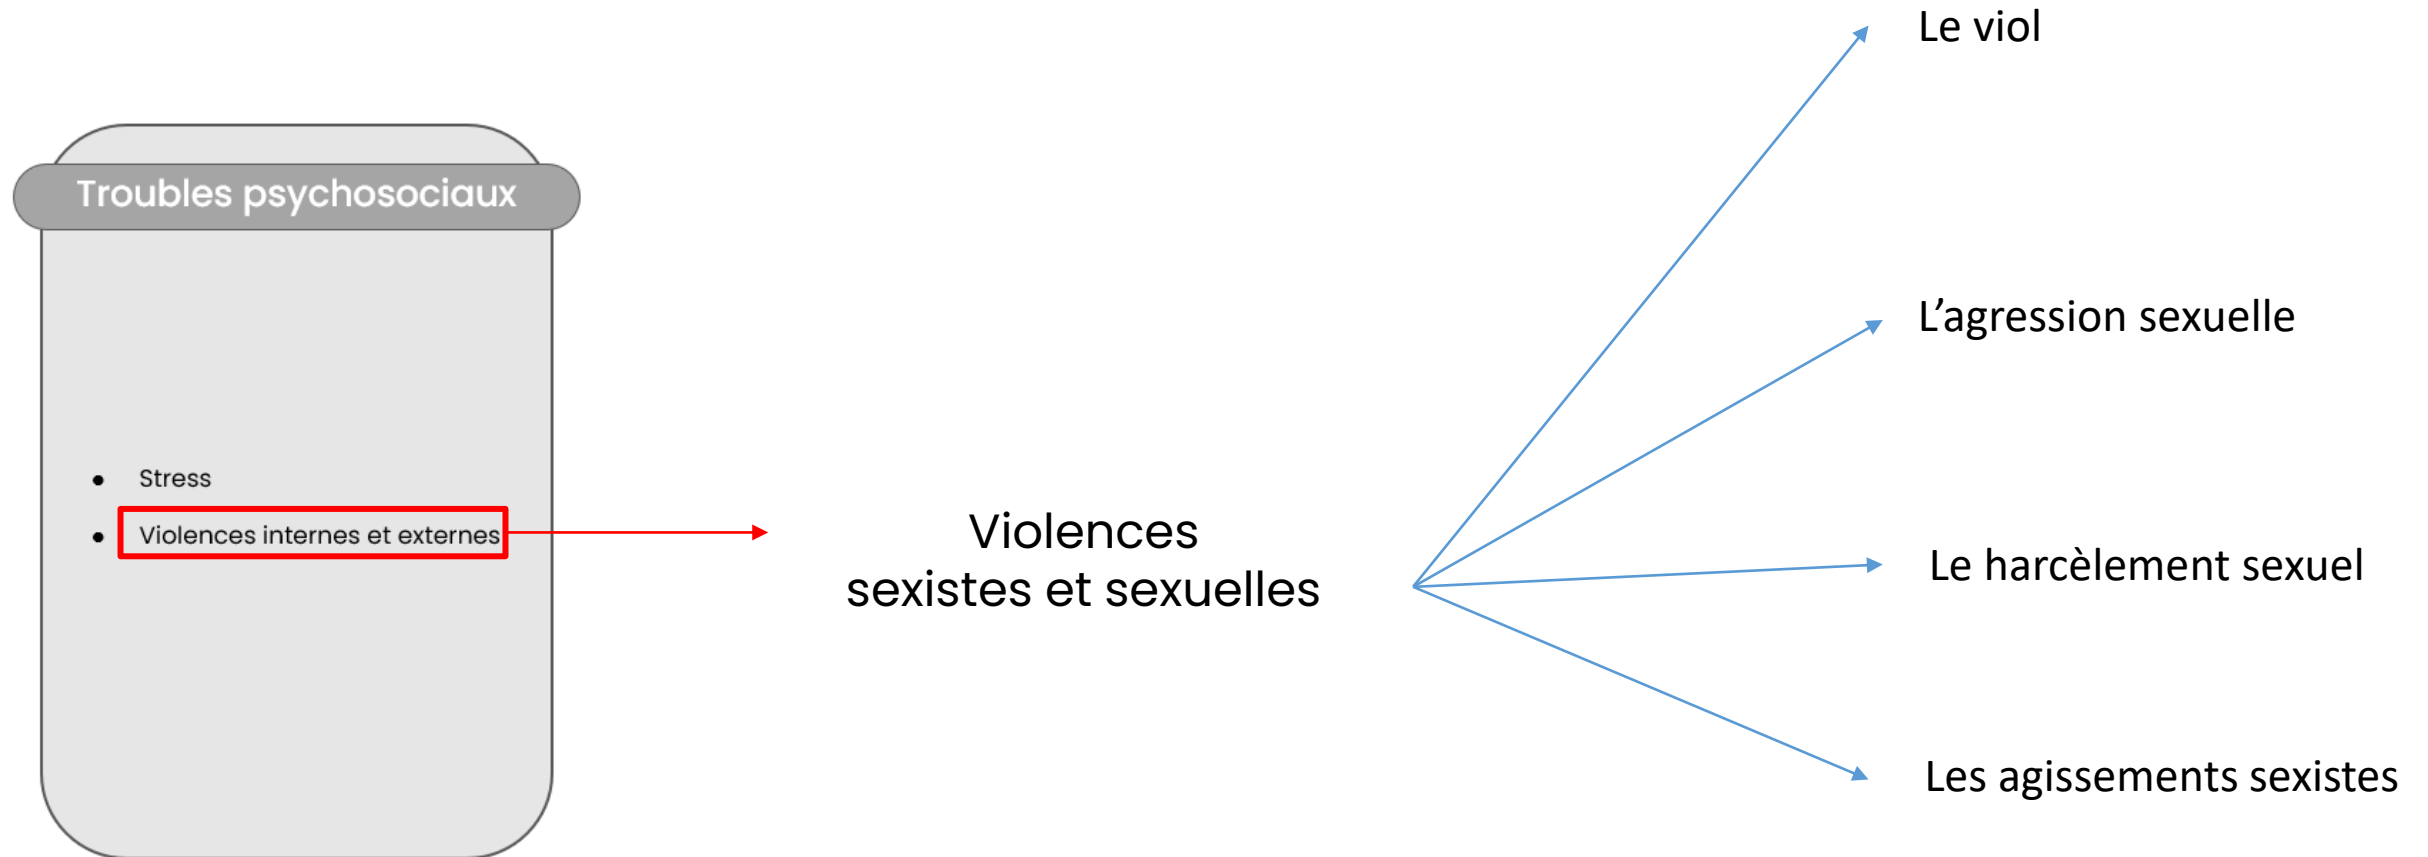 Troubles psychosociaux
• Stress
• Violences internes et externes
Violences
sexistes et sexuelles
Le viol
L’agression sexuelle
Le harcèlement sexuel
Les agissements sexistes